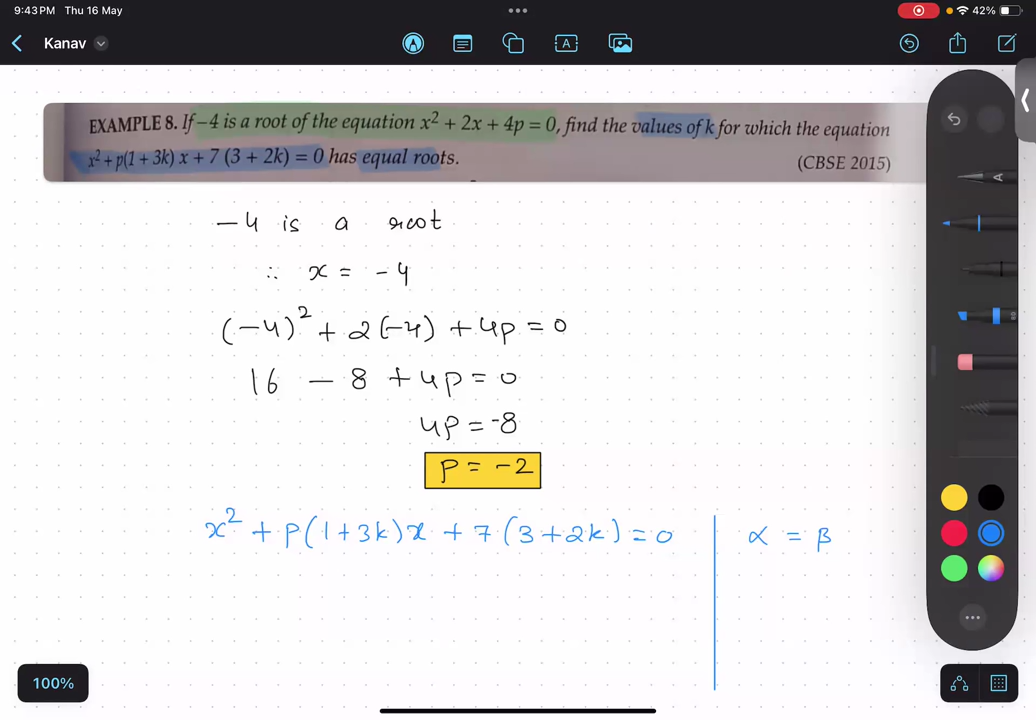 9:43 PM Thu 16 May
42%
Kanav
A
EXAMPLE 8. If −4 is a root of the equation x² + 2x + 4p = 0, find the values of k for which the equation
x² + p(1 + 3k) x + 7 (3 + 2k) = 0 has equal roots. (CBSE 2015)
A
80
−4 is a root
∴ x = −4
(−4)² + 2(−4) + 4p = 0
16 − 8 + 4p = 0
4p = -8
p = −2
x² + p(1+3k)x + 7(3+2k) = 0
α = β
100%